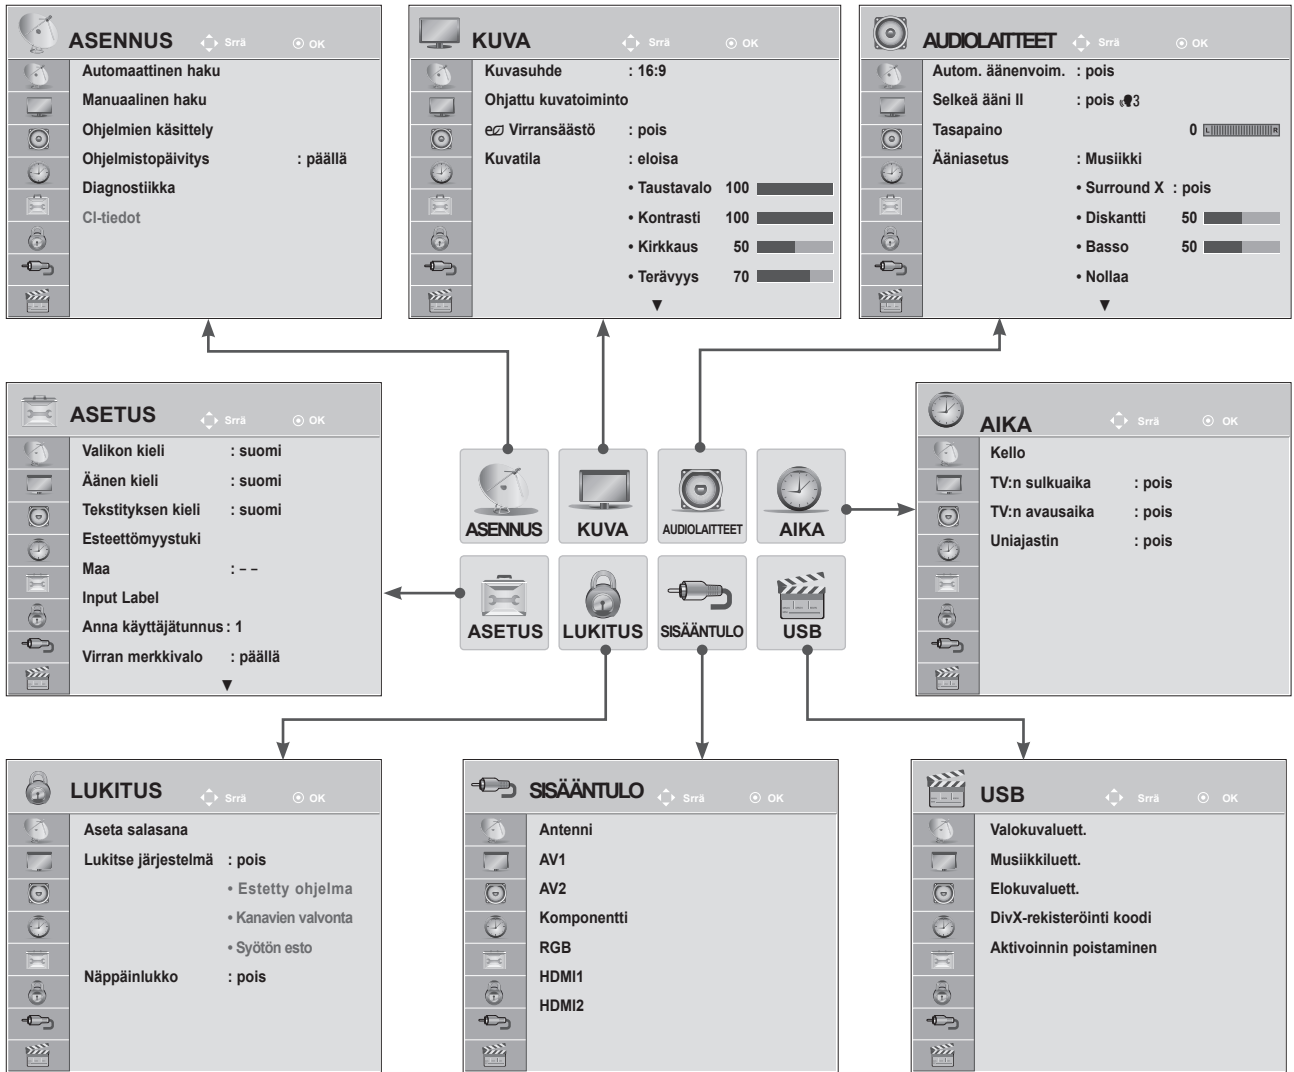 ASENNUS Srrä OK
Automaattinen haku
Manuaalinen haku
Ohjelmien käsittely
Ohjelmistopäivitys : päällä
Diagnostiikka
CI-tiedot
KUVA Srrä OK
Kuvasuhde : 16:9
Ohjattu kuvatoiminto
Virransäästö : pois
Kuvatila : eloisa
• Taustavalo 100
• Kontrasti 100
• Kirkkaus 50
• Terävyys 70
▼
AUDIOLAITTEET Srrä OK
Autom. äänenvoim. : pois
Selkeä ääni II : pois 3
Tasapaino 0 L R
Ääniasetus : Musiikki
• Surround X : pois
• Diskantti 50
• Basso 50
• Nollaa
▼
ASETUS Srrä OK
Valikon kieli : suomi
Äänen kieli : suomi
Tekstityksen kieli : suomi
Esteettömyystuki
Maa : – –
Input Label
Anna käyttäjätunnus : 1
Virran merkkivalo : päällä
▼
ASENNUS
KUVA
AUDIOLAITTEET
AIKA
ASETUS
LUKITUS
SISÄÄNTULO
USB
AIKA Srrä OK
Kello
TV:n sulkuaika : pois
TV:n avausaika : pois
Uniajastin : pois
LUKITUS Srrä OK
Aseta salasana
Lukitse järjestelmä : pois
• Estetty ohjelma
• Kanavien valvonta
• Syötön esto
Näppäinlukko : pois
SISÄÄNTULO Srrä OK
Antenni
AV1
AV2
Komponentti
RGB
HDMI1
HDMI2
USB Srrä OK
Valokuvaluett.
Musiikkiluett.
Elokuvaluett.
DivX-rekisteröinti koodi
Aktivoinnin poistaminen